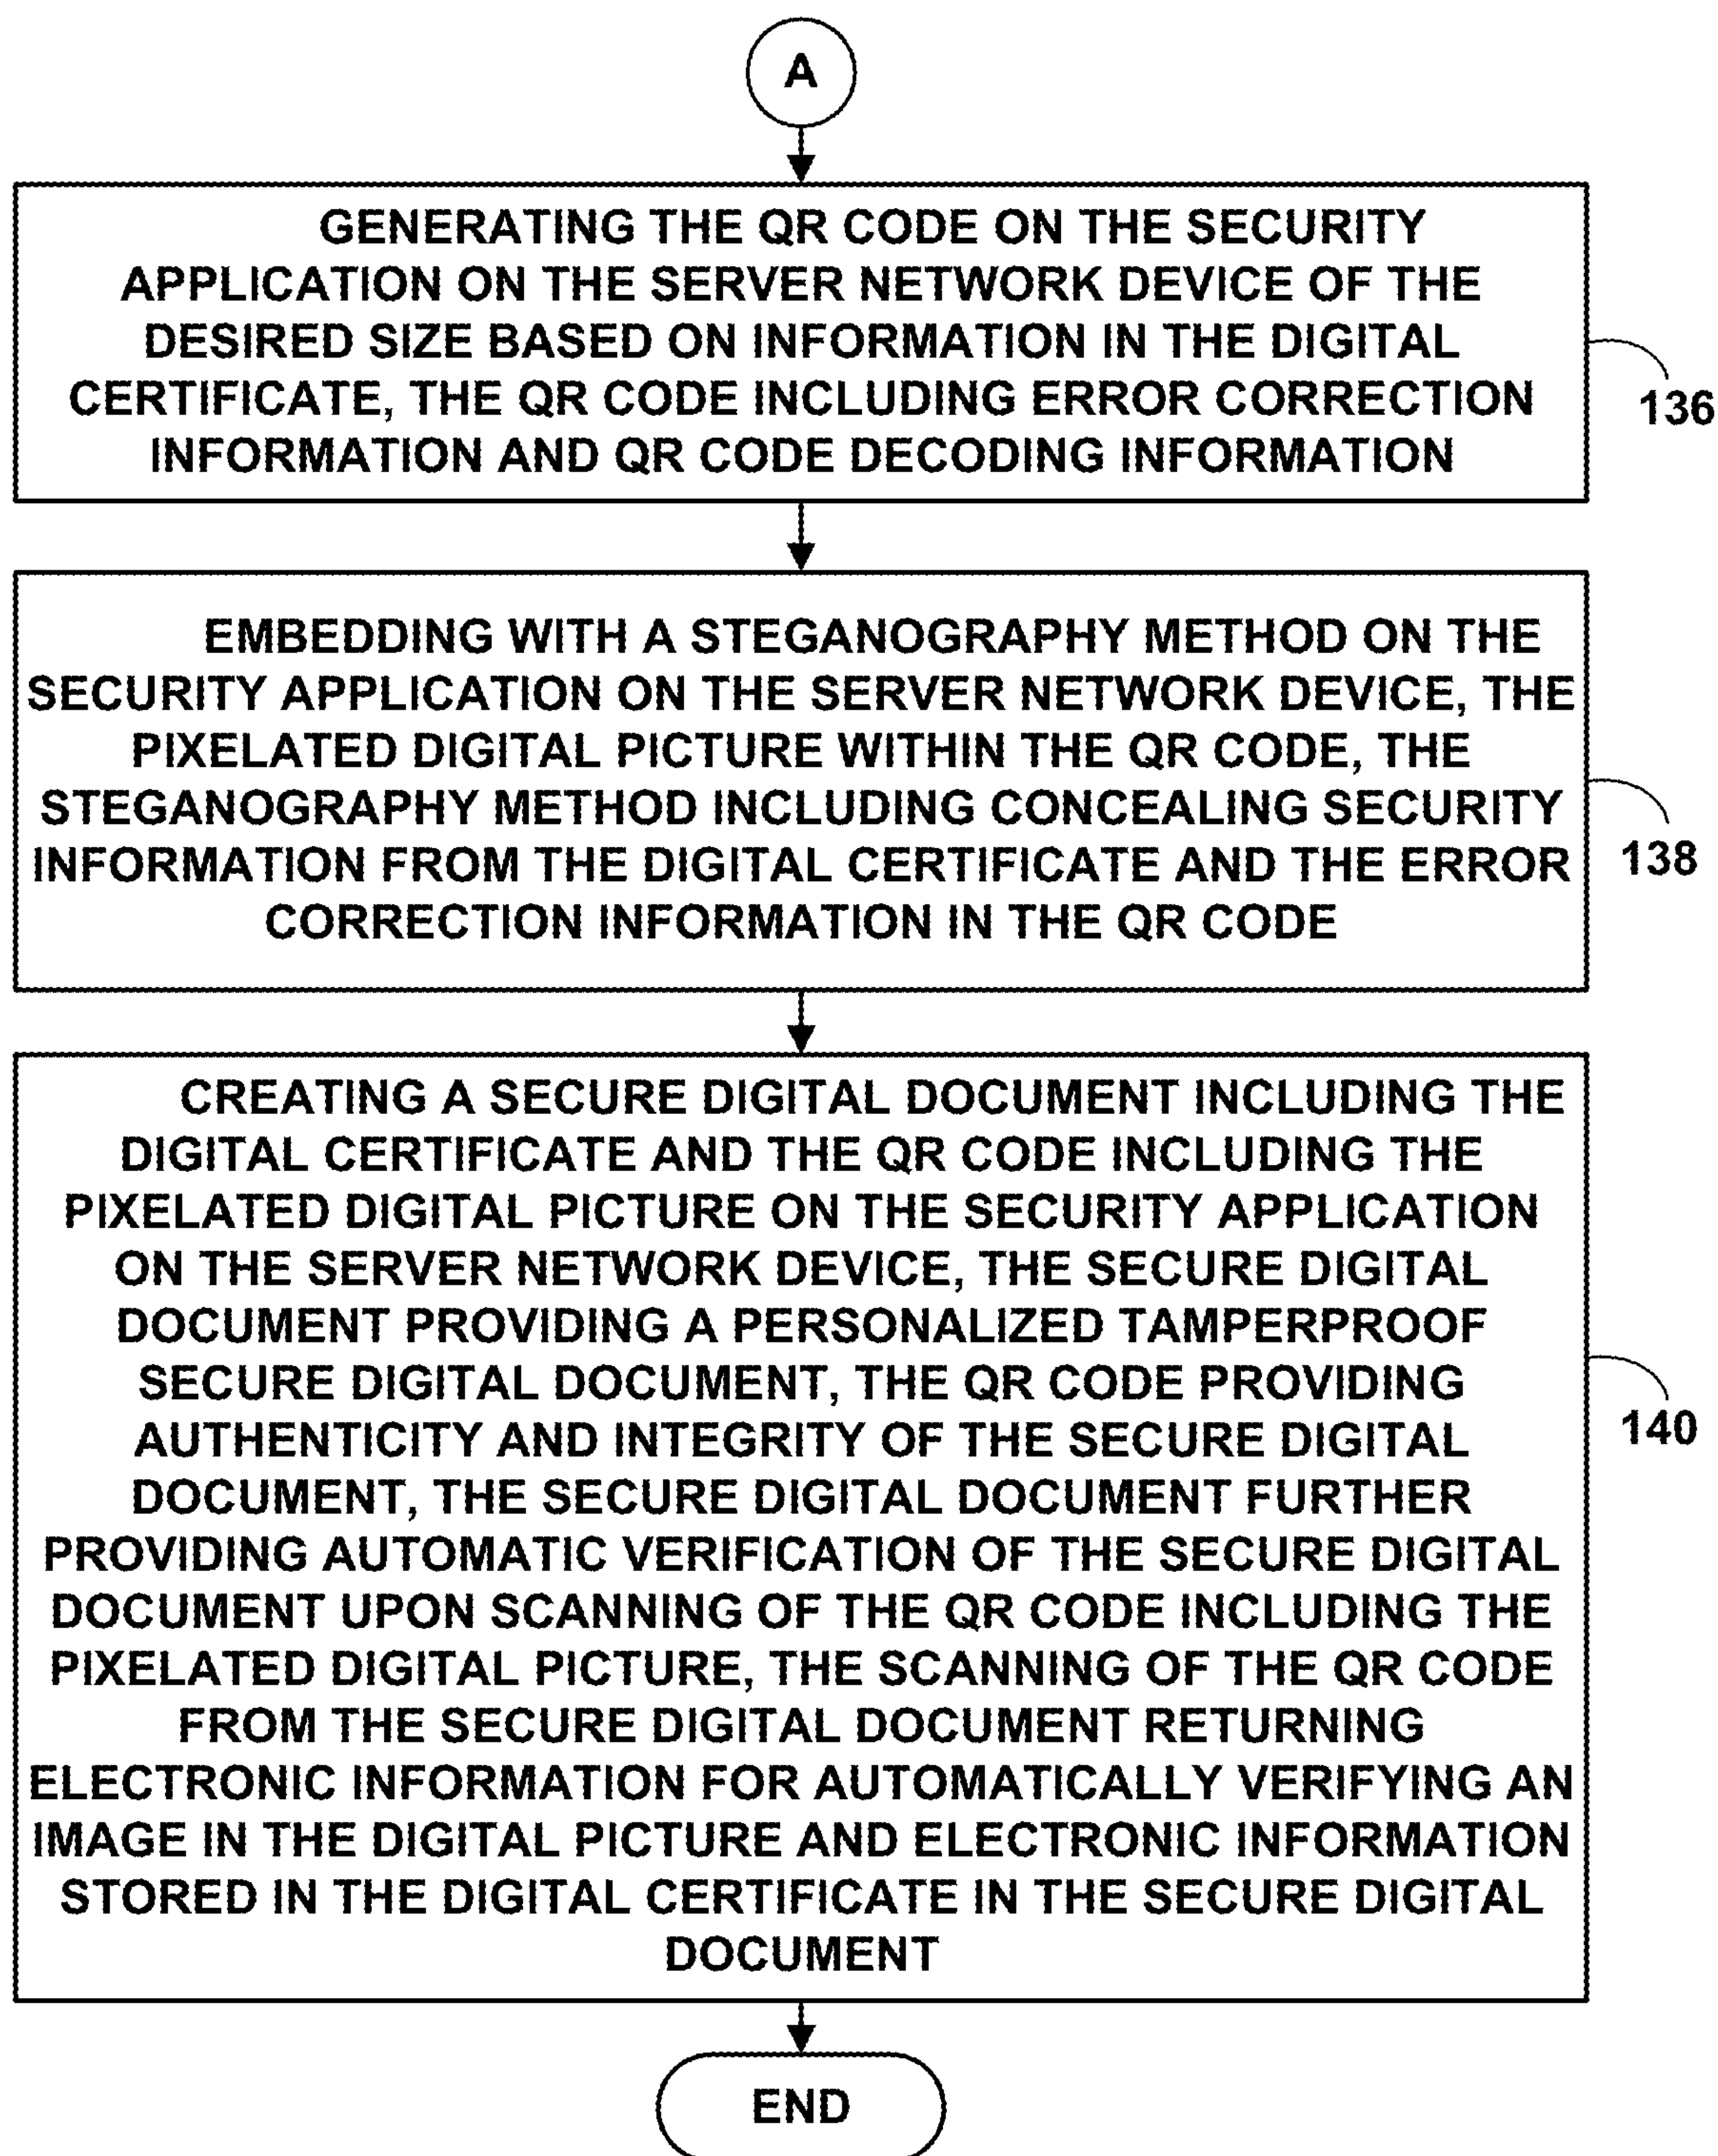 A
GENERATING THE QR CODE ON THE SECURITY
APPLICATION ON THE SERVER NETWORK DEVICE OF THE
DESIRED SIZE BASED ON INFORMATION IN THE DIGITAL
CERTIFICATE, THE QR CODE INCLUDING ERROR CORRECTION
INFORMATION AND QR CODE DECODING INFORMATION
136
EMBEDDING WITH A STEGANOGRAPHY METHOD ON THE
SECURITY APPLICATION ON THE SERVER NETWORK DEVICE, THE
PIXELATED DIGITAL PICTURE WITHIN THE QR CODE, THE
STEGANOGRAPHY METHOD INCLUDING CONCEALING SECURITY
INFORMATION FROM THE DIGITAL CERTIFICATE AND THE ERROR
CORRECTION INFORMATION IN THE QR CODE
138
CREATING A SECURE DIGITAL DOCUMENT INCLUDING THE
DIGITAL CERTIFICATE AND THE QR CODE INCLUDING THE
PIXELATED DIGITAL PICTURE ON THE SECURITY APPLICATION
ON THE SERVER NETWORK DEVICE, THE SECURE DIGITAL
DOCUMENT PROVIDING A PERSONALIZED TAMPERPROOF
SECURE DIGITAL DOCUMENT, THE QR CODE PROVIDING
AUTHENTICITY AND INTEGRITY OF THE SECURE DIGITAL
DOCUMENT, THE SECURE DIGITAL DOCUMENT FURTHER
PROVIDING AUTOMATIC VERIFICATION OF THE SECURE DIGITAL
DOCUMENT UPON SCANNING OF THE QR CODE INCLUDING THE
PIXELATED DIGITAL PICTURE, THE SCANNING OF THE QR CODE
FROM THE SECURE DIGITAL DOCUMENT RETURNING
ELECTRONIC INFORMATION FOR AUTOMATICALLY VERIFYING AN
IMAGE IN THE DIGITAL PICTURE AND ELECTRONIC INFORMATION
STORED IN THE DIGITAL CERTIFICATE IN THE SECURE DIGITAL
DOCUMENT
140
END